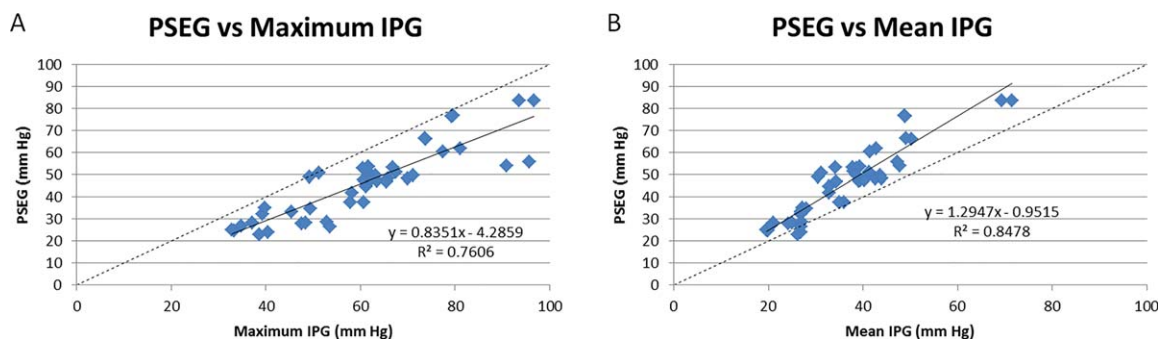 A
PSEG vs Maximum IPG
PSEG (mm Hg)
100
90
80
70
60
50
40
30
20
10
0
y = 0.8351x - 4.2859
R² = 0.7606
0 20 40 60 80 100
Maximum IPG (mm Hg)
B
PSEG vs Mean IPG
PSEG (mm Hg)
100
90
80
70
60
50
40
30
20
10
0
y = 1.2947x - 0.9515
R² = 0.8478
0 20 40 60 80 100
Mean IPG (mm Hg)